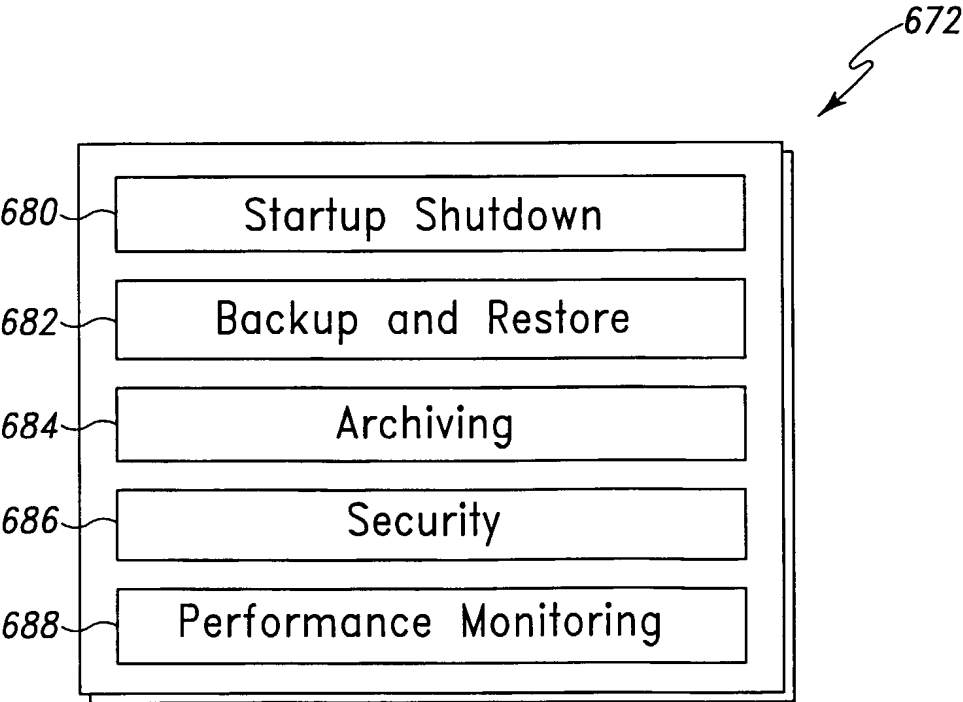 672
680 Startup Shutdown
682 Backup and Restore
684 Archiving
686 Security
688 Performance Monitoring